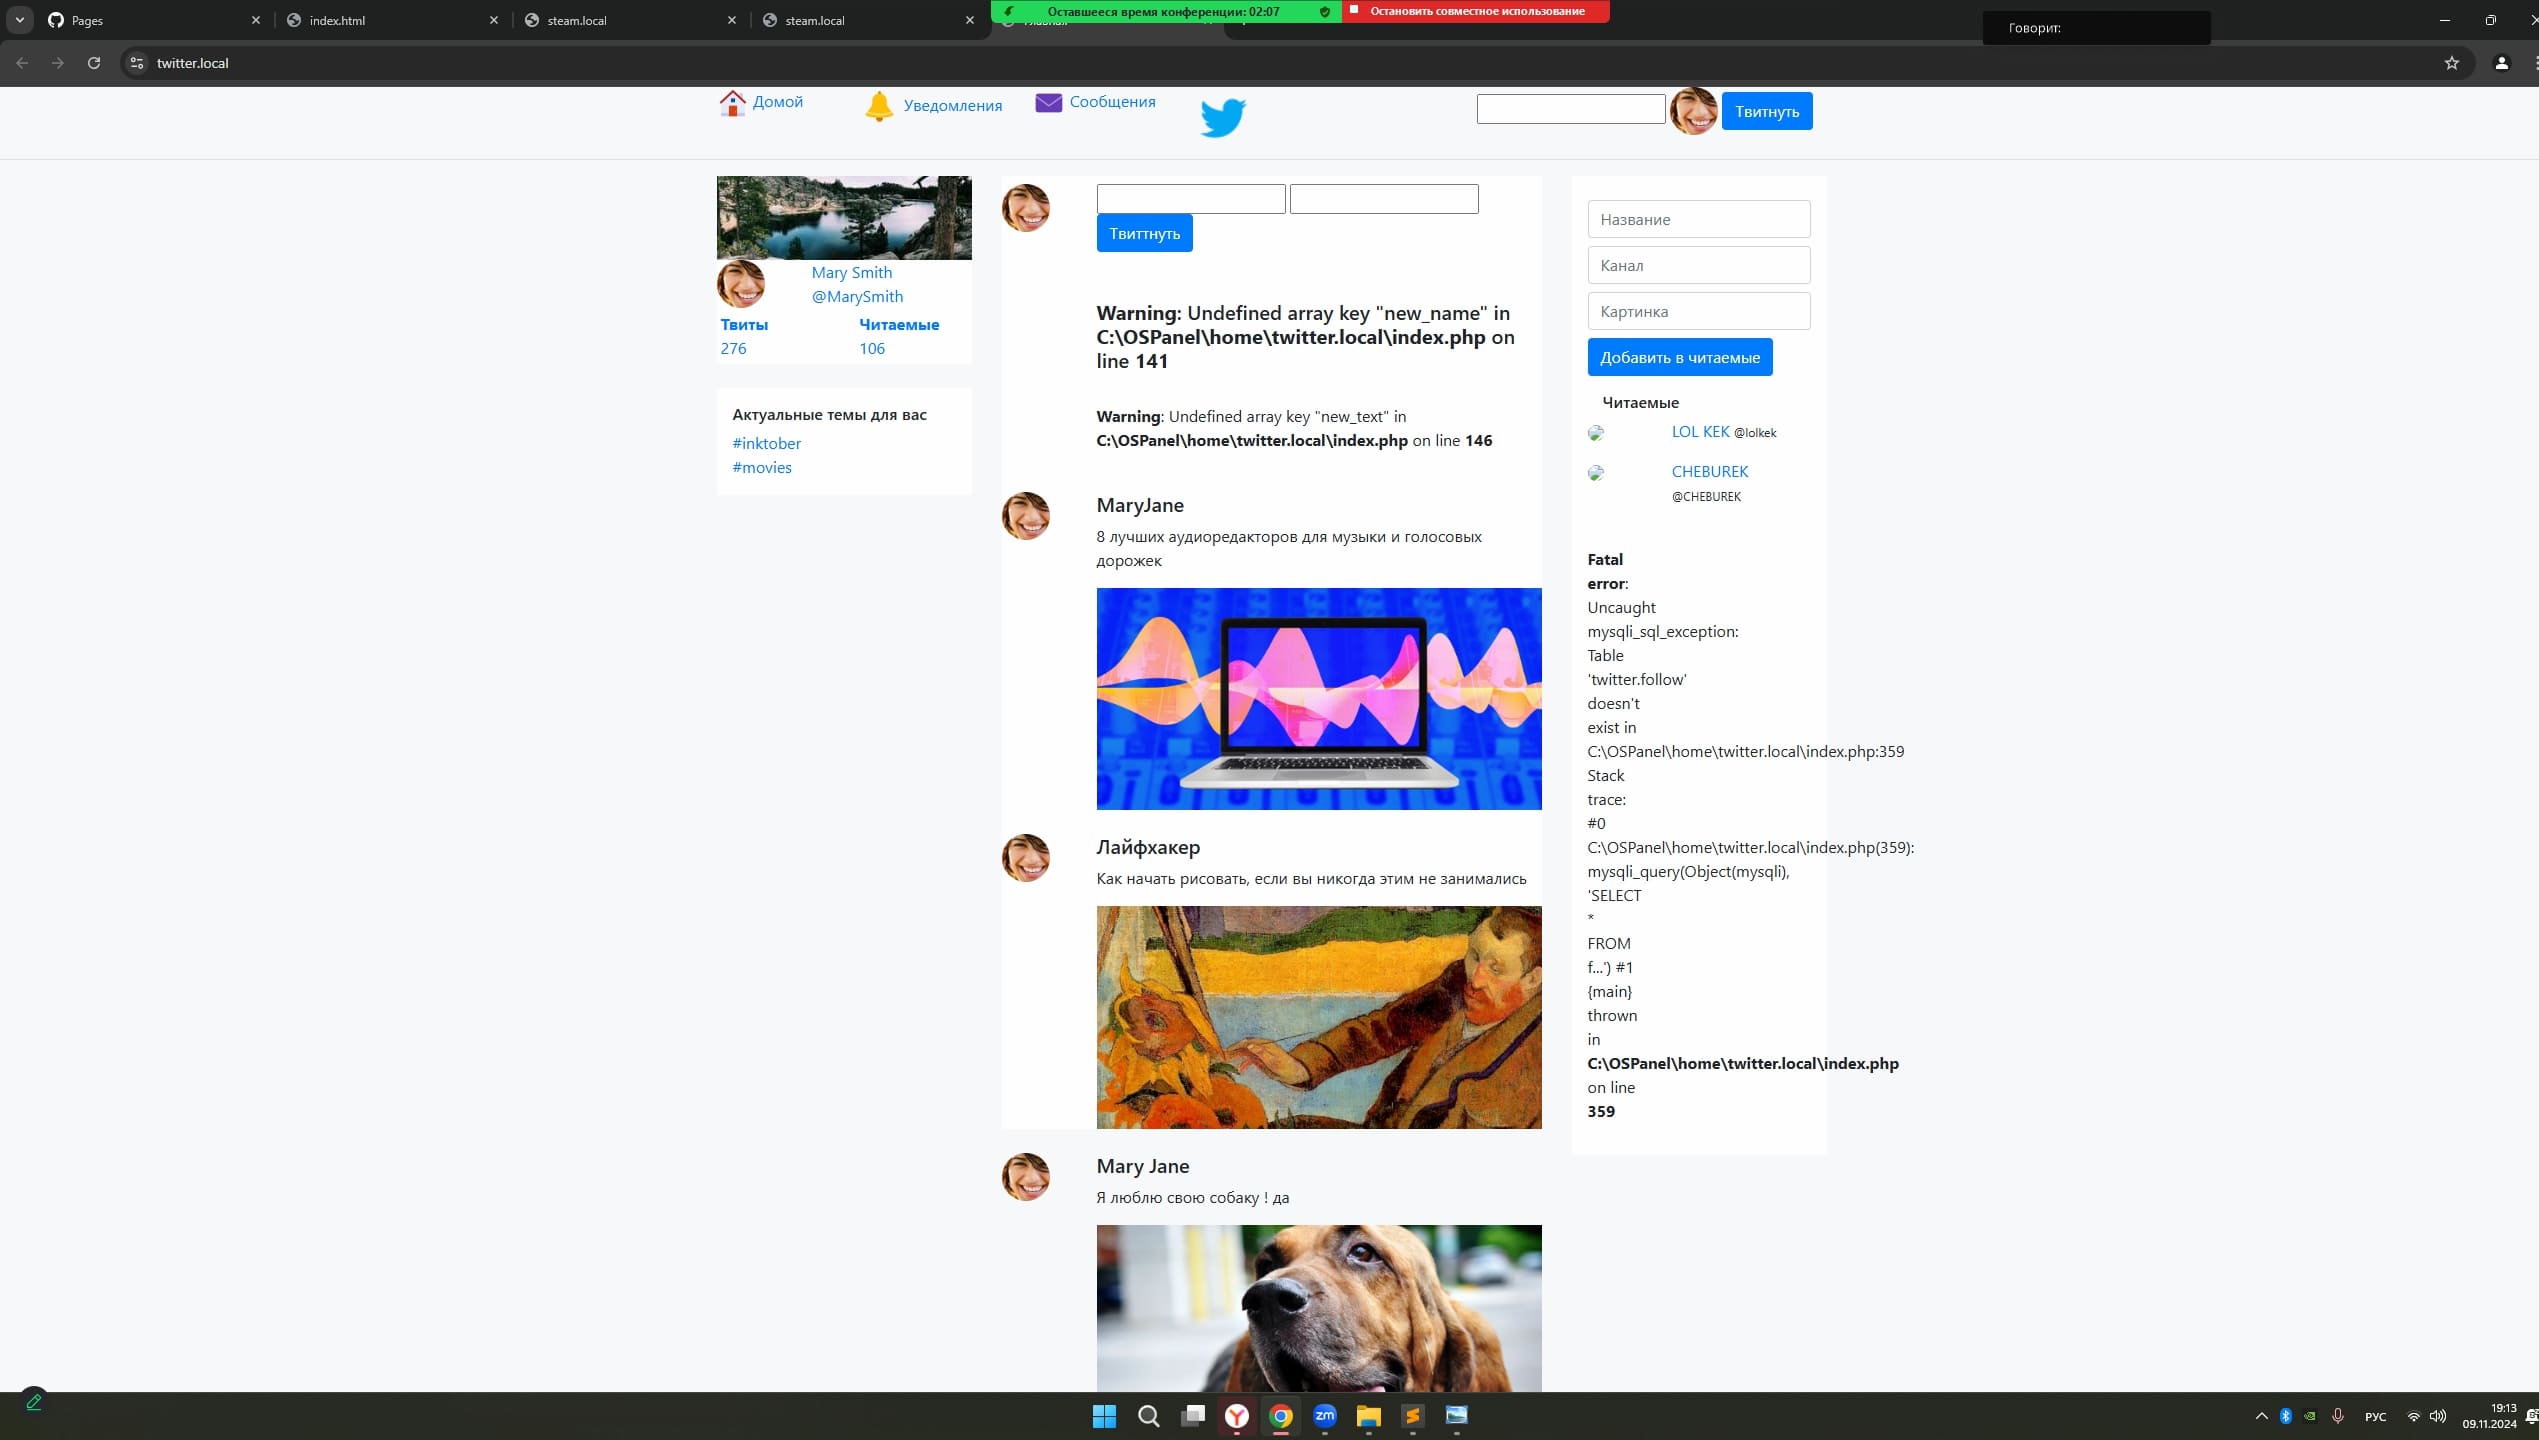 Pages
index.html
steam.local
steam.local
Оставшееся время конференции: 02:07
Остановить совместное использование
Говорит:
twitter.local
Домой
Уведомления
Сообщения
Твитнуть
Mary Smith
@MarySmith
Твиты
Читаемые
276
106
Актуальные темы для вас
#inktober
#movies
Твиттнуть
Warning: Undefined array key "new_name" in
C:\OSPanel\home\twitter.local\index.php on
line 141
Warning: Undefined array key "new_text" in
C:\OSPanel\home\twitter.local\index.php on line 146
MaryJane
8 лучших аудиоредакторов для музыки и голосовых
дорожек
Лайфхакер
Как начать рисовать, если вы никогда этим не занимались
Mary Jane
Я люблю свою собаку ! да
Название
Канал
Картинка
Добавить в читаемые
Читаемые
LOL KEK @lolkek
CHEBUREK
@CHEBUREK
Fatal
error:
Uncaught
mysqli_sql_exception:
Table
'twitter.follow'
doesn't
exist in
C:\OSPanel\home\twitter.local\index.php:359
Stack
trace:
#0
C:\OSPanel\home\twitter.local\index.php(359):
mysqli_query(Object(mysqli),
'SELECT
*
FROM
f...') #1
{main}
thrown
in
C:\OSPanel\home\twitter.local\index.php
on line
359
zm
РУС
19:13
09.11.2024